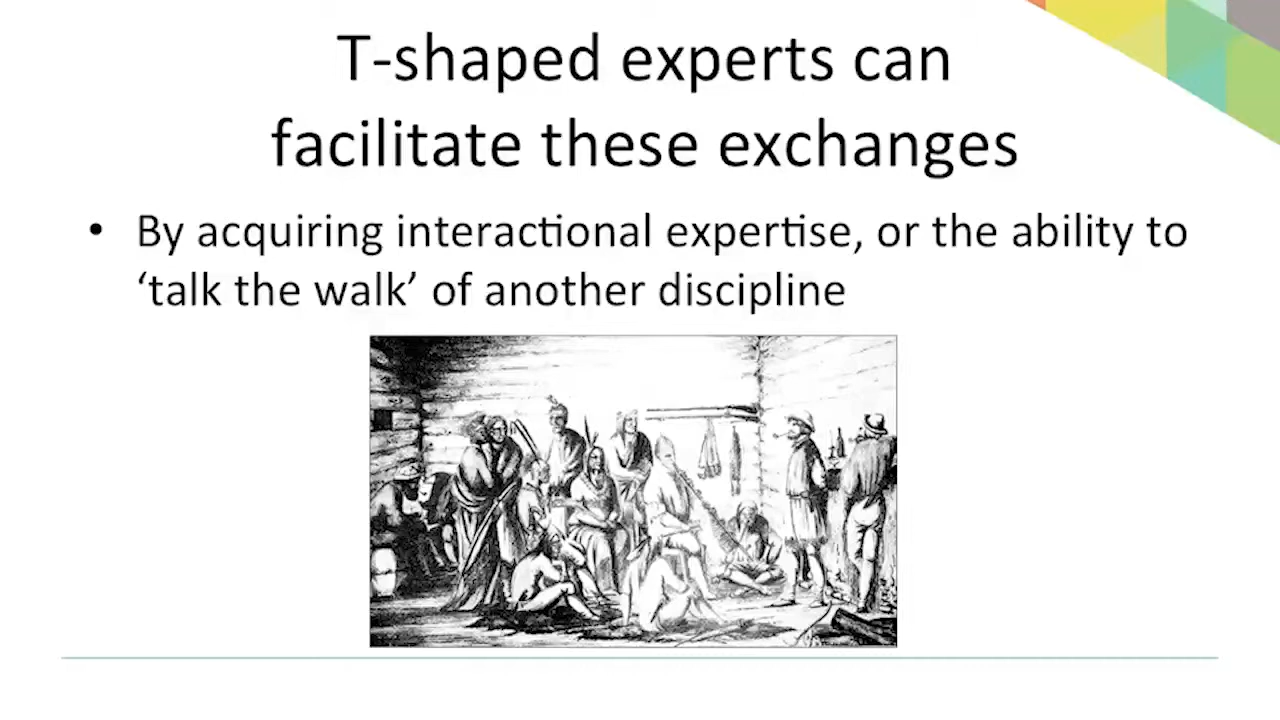 T-shaped experts can
facilitate these exchanges
• By acquiring interactional expertise, or the ability to
‘talk the walk’ of another discipline